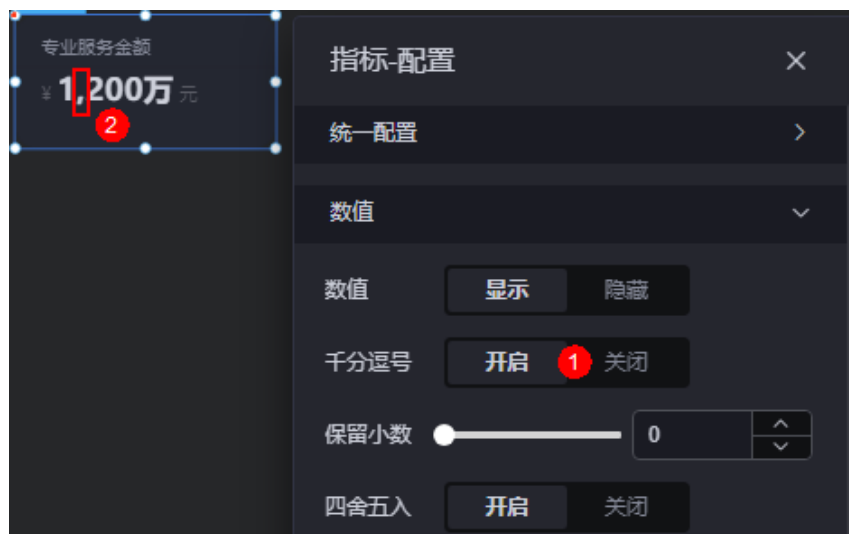 专业服务金额
¥ 1,200万 元
2
指标-配置
统一配置
数值
数值 显示 隐藏
千分逗号 开启 1 关闭
保留小数 0
四舍五入 开启 关闭